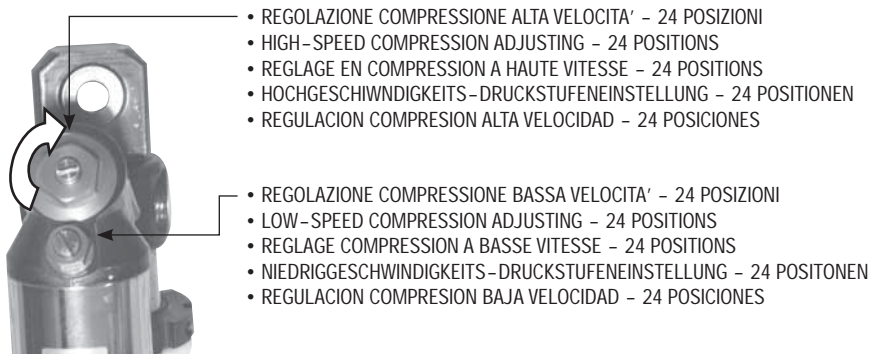 • REGOLAZIONE COMPRESSIONE ALTA VELOCITA’ – 24 POSIZIONI
• HIGH-SPEED COMPRESSION ADJUSTING – 24 POSITIONS
• REGLAGE EN COMPRESSION A HAUTE VITESSE – 24 POSITIONS
• HOCHGESCHIWNDIGKEITS-DRUCKSTUFENEINSTELLUNG – 24 POSITIONEN
• REGULACION COMPRESION ALTA VELOCIDAD – 24 POSICIONES
• REGOLAZIONE COMPRESSIONE BASSA VELOCITA’ – 24 POSIZIONI
• LOW-SPEED COMPRESSION ADJUSTING – 24 POSITIONS
• REGLAGE COMPRESSION A BASSE VITESSE – 24 POSITIONS
• NIEDRIGGESCHWINDIGKEITS-DRUCKSTUFENEINSTELLUNG – 24 POSITONEN
• REGULACION COMPRESION BAJA VELOCIDAD – 24 POSICIONES